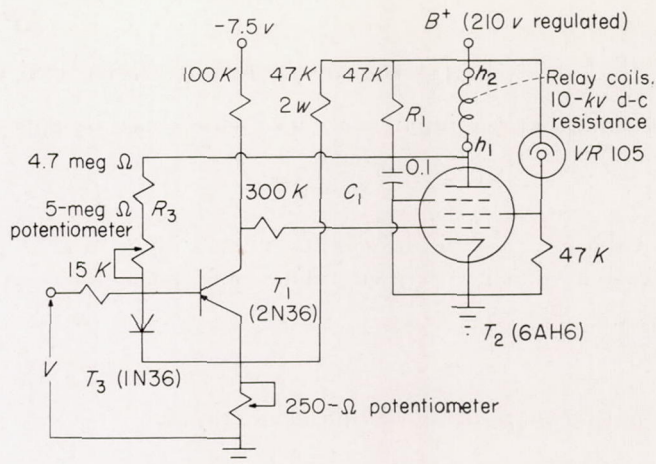 -7.5 v
B+ (210 v regulated)
100 K
47 K
2w
47 K
R1
h2
Relay coils.
10-kv d-c
resistance
h1
VR 105
4.7 meg Ω
R3
5-meg Ω
potentiometer
300 K
C1
0.1
47 K
15 K
T1
(2N36)
T2 (6AH6)
V
T3 (1N36)
250-Ω potentiometer